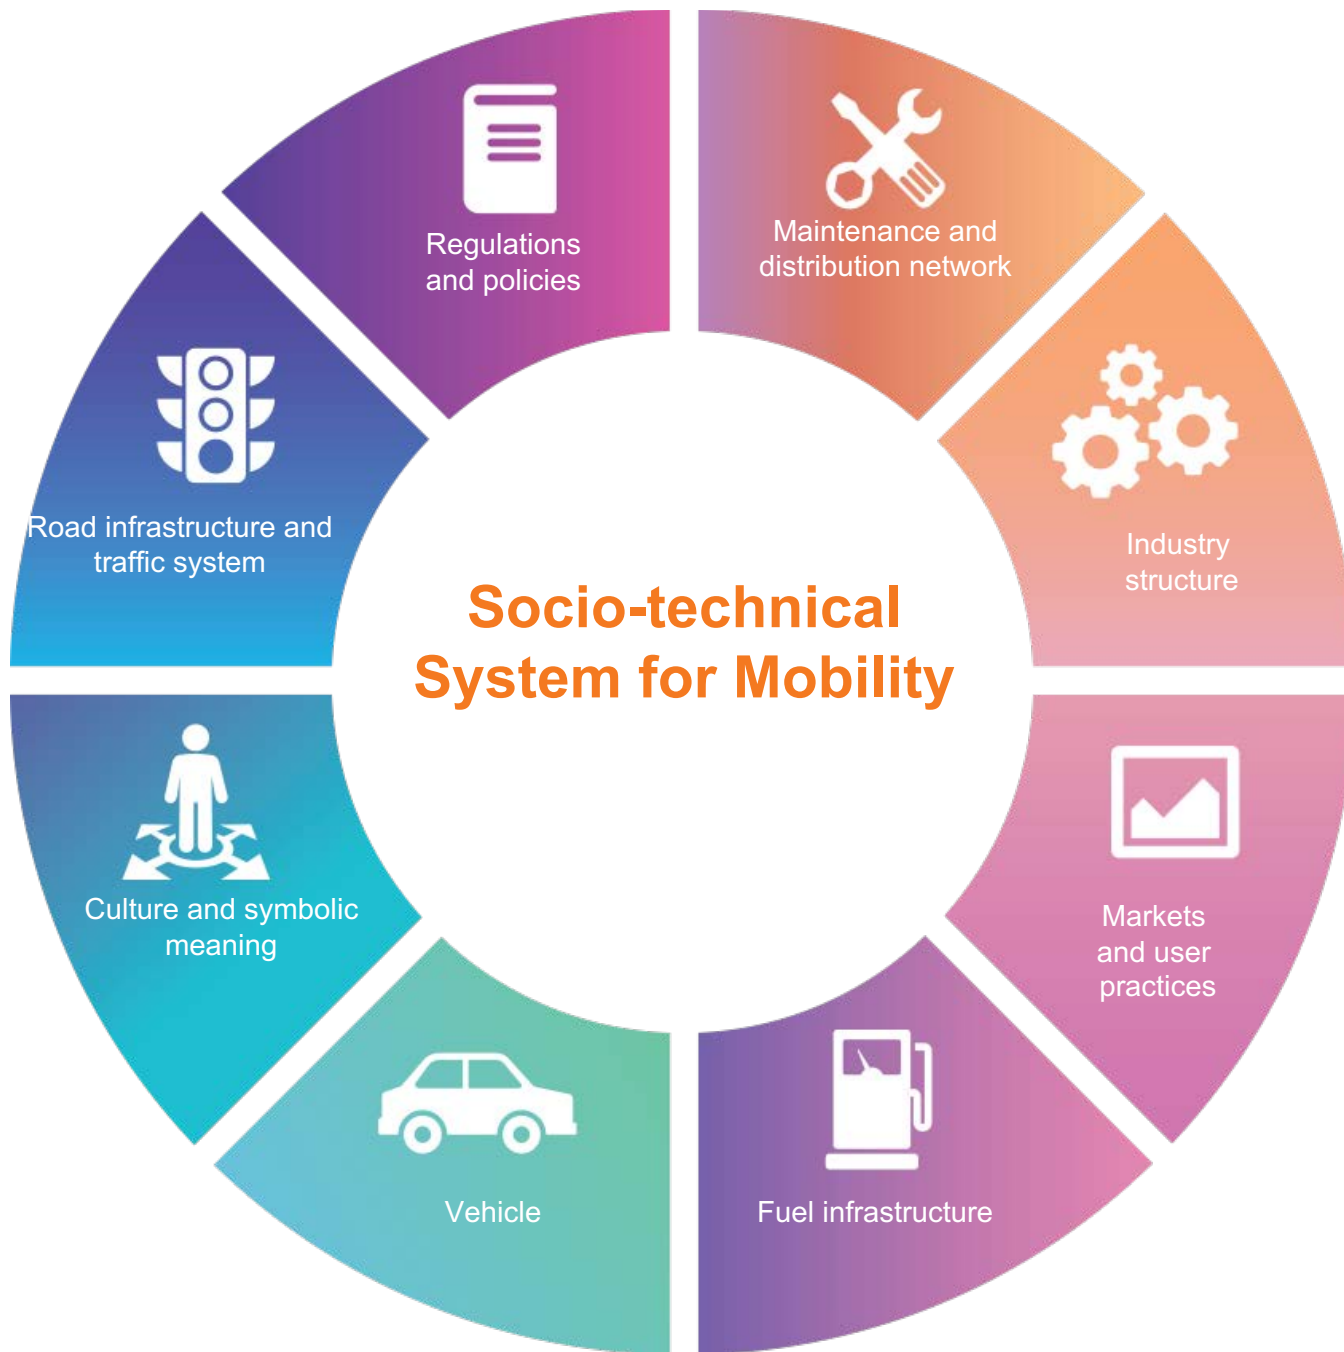 Regulations
and policies
Maintenance and
distribution network
Road infrastructure and
traffic system
Industry
structure
Socio-technical
System for Mobility
Culture and symbolic
meaning
Markets
and user
practices
Vehicle
Fuel infrastructure